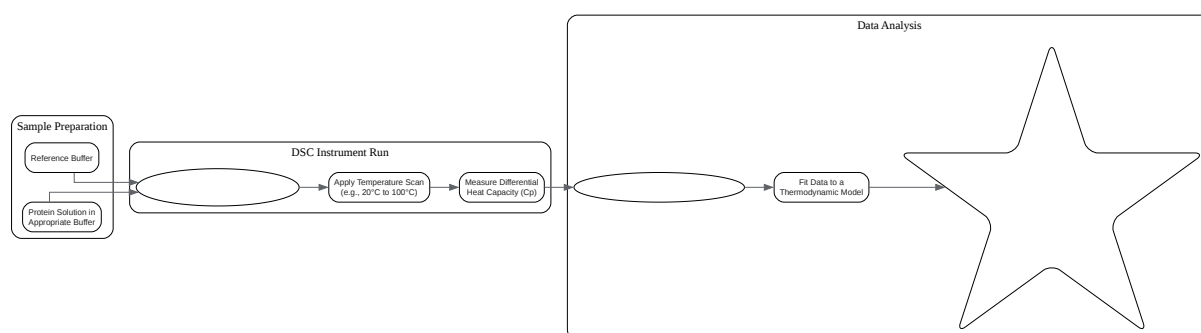 Data Analysis
Sample Preparation
Reference Buffer
Protein Solution in
Appropriate Buffer
DSC Instrument Run
Apply Temperature Scan
(e.g., 20°C to 100°C)
Measure Differential
Heat Capacity (Cp)
Fit Data to a
Thermodynamic Model